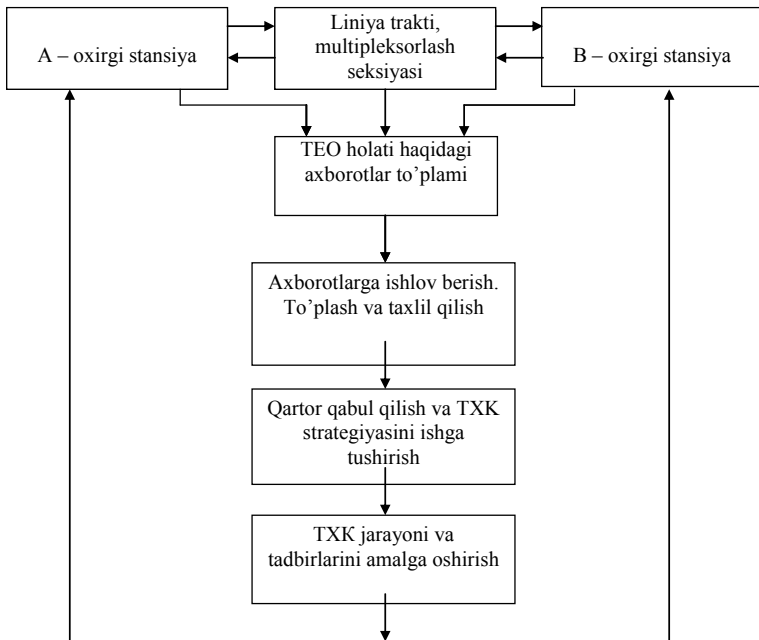 A – oxirgi stansiya
Liniya trakti,
multipleksorlash
seksiyasi
B – oxirgi stansiya
TEO holati haqidagi
axborotlar to’plami
Axborotlarga ishlov berish.
To’plash va taxlil qilish
Qartor qabul qilish va TXK
strategiyasini ishga
tushirish
TXK jarayoni va
tadbirlarini amalga oshirish